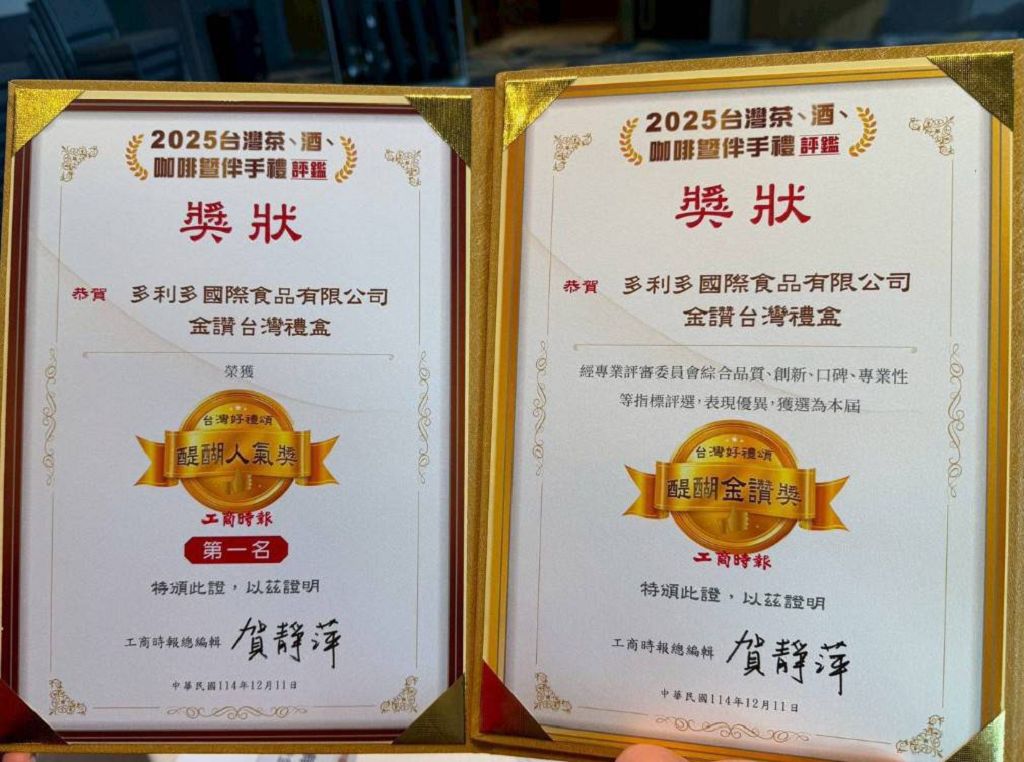 2025台灣茶、酒、
咖啡暨伴手禮評鑑
獎狀
恭賀 多利多國際食品有限公司
金讚台灣禮盒
榮獲
台灣好禮頌
醍醐人氣獎
工商時報
第一名
特頒此證，以茲證明
工商時報總編輯 賀靜萍
中華民國114年12月11日
2025台灣茶、酒、
咖啡暨伴手禮評鑑
獎狀
恭賀 多利多國際食品有限公司
金讚台灣禮盒
經專業評審委員會綜合品質、創新、口碑、專業性
等指標評選，表現優異，獲選為本屆
台灣好禮頌
醍醐金讚獎
工商時報
特頒此證，以茲證明
工商時報總編輯 賀靜萍
中華民國114年12月11日